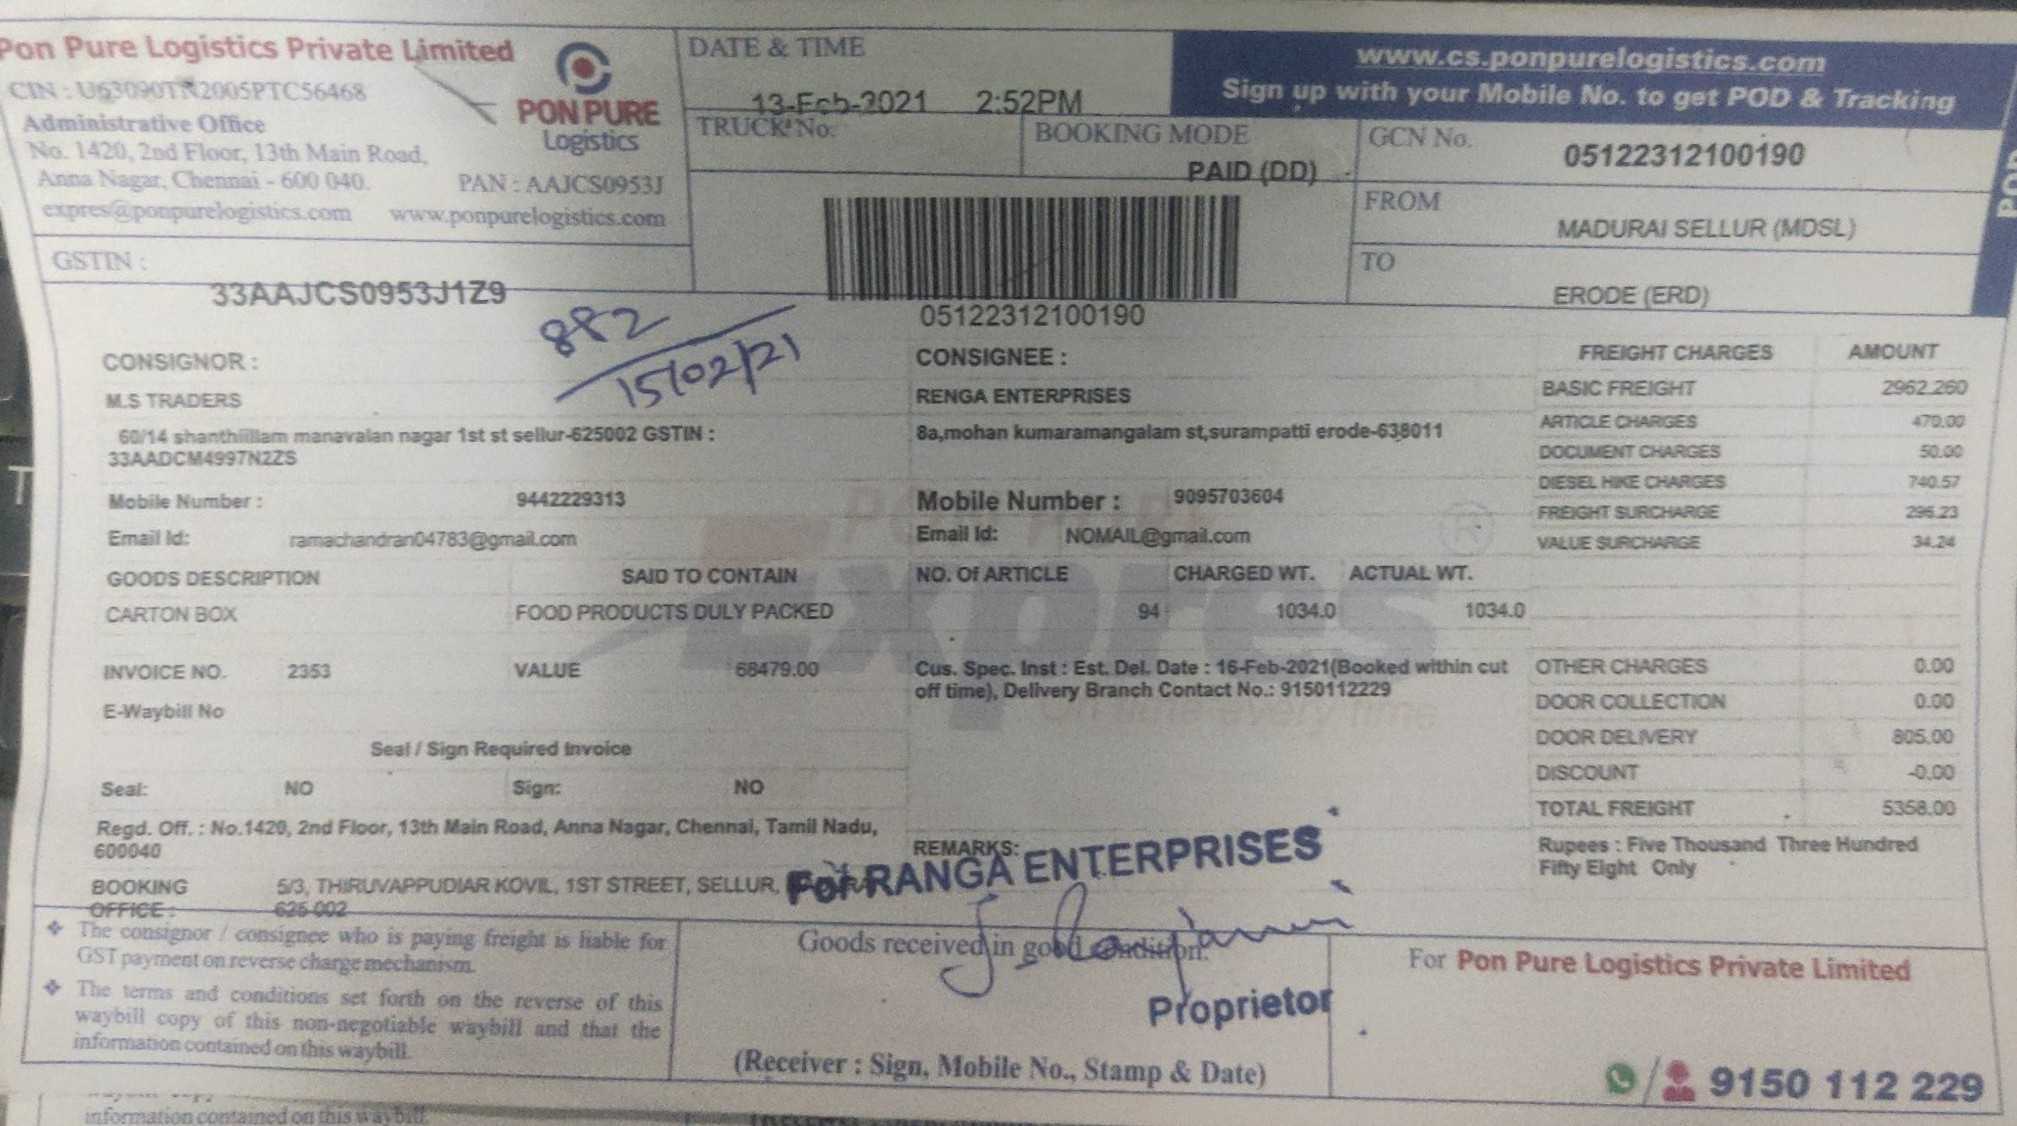 Pon Pure Logistics Private Limited
CIN : U63090TN2005PTC56468
Administrative Office
No. 1420, 2nd Floor, 13th Main Road,
Anna Nagar, Chennai - 600 040. PAN : AAJCS0953J
expres@ponpurelogistics.com www.ponpurelogistics.com
PON PURE
Logistics
GSTIN :
33AAJCS0953J1Z9
DATE & TIME
13-Feb-2021 2:52PM
TRUCK No.
BOOKING MODE
PAID (DD)
www.cs.ponpurelogistics.com
Sign up with your Mobile No. to get POD & Tracking
GCN No. 05122312100190
FROM
MADURAI SELLUR (MDSL)
TO
ERODE (ERD)
POD
05122312100190
882
15/02/21
CONSIGNOR :
M.S TRADERS
60/14 shanthiillam manavalan nagar 1st st sellur-625002 GSTIN :
33AADCM4997N2ZS
Mobile Number : 9442229313
Email Id: ramachandran04783@gmail.com
CONSIGNEE :
RENGA ENTERPRISES
8a,mohan kumaramangalam st,surampatti erode-638011
Mobile Number : 9095703604
Email Id: NOMAIL@gmail.com
GOODS DESCRIPTION SAID TO CONTAIN NO. Of ARTICLE CHARGED WT. ACTUAL WT.
CARTON BOX FOOD PRODUCTS DULY PACKED 94 1034.0 1034.0
INVOICE NO. 2353 VALUE 68479.00
E-Waybill No
Cus. Spec. Inst : Est. Del. Date : 16-Feb-2021(Booked within cut
off time), Delivery Branch Contact No.: 9150112229
Expres
On time every time
Seal / Sign Required Invoice
Seal: NO Sign: NO
Regd. Off. : No.1420, 2nd Floor, 13th Main Road, Anna Nagar, Chennai, Tamil Nadu,
600040
BOOKING OFFICE : 5/3, THIRUVAPPUDIAR KOVIL, 1ST STREET, SELLUR,
625 002
FREIGHT CHARGES AMOUNT
BASIC FREIGHT 2962.260
ARTICLE CHARGES 470.00
DOCUMENT CHARGES 50.00
DIESEL HIKE CHARGES 740.57
FREIGHT SURCHARGE 296.23
VALUE SURCHARGE 34.24
OTHER CHARGES 0.00
DOOR COLLECTION 0.00
DOOR DELIVERY 805.00
DISCOUNT -0.00
TOTAL FREIGHT 5358.00
Rupees : Five Thousand Three Hundred
Fifty Eight Only
REMARKS:
For RANGA ENTERPRISES
Goods received in good condition.
Proprietor
(Receiver : Sign, Mobile No., Stamp & Date)
The consignor / consignee who is paying freight is liable for
GST payment on reverse charge mechanism.
The terms and conditions set forth on the reverse of this
waybill copy of this non-negotiable waybill and that the
information contained on this waybill.
For Pon Pure Logistics Private Limited
9150 112 229
information contained on this waybill.